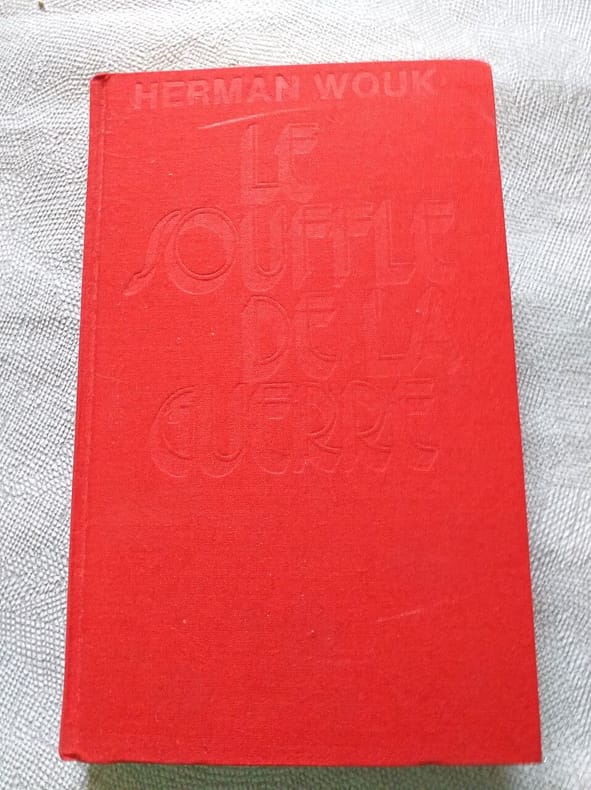 HERMAN WOUK
LE
SOUFFLE
DE LA
GUERRE